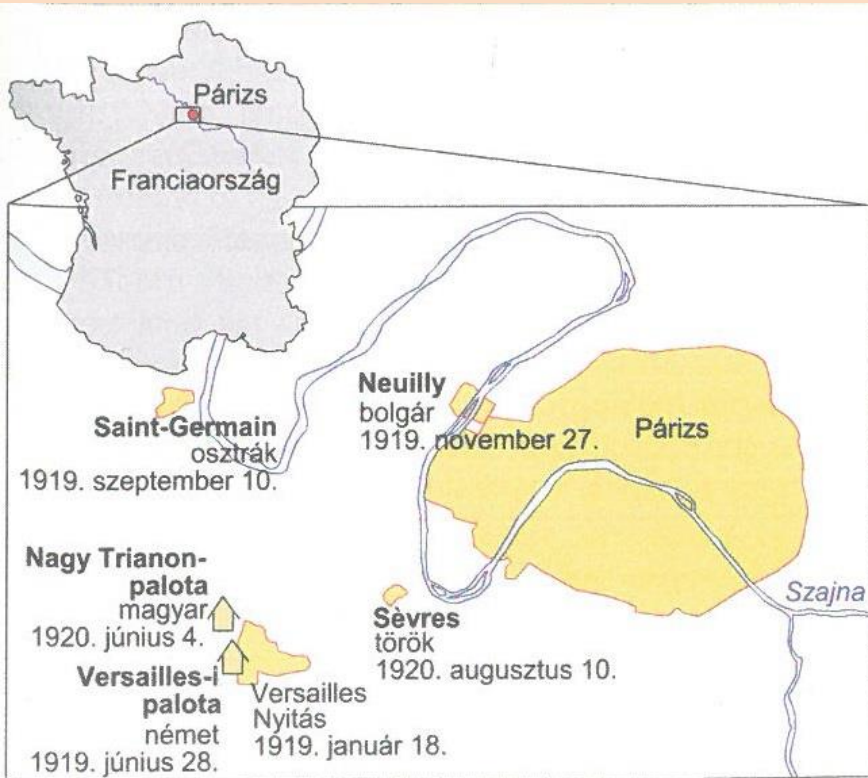 Párizs
Franciaország
Saint-Germain
osztrák
1919. szeptember 10.
Neuilly
bolgár
1919. november 27.
Párizs
Nagy Trianon-
palota
magyar
1920. június 4.
Versailles-i
palota
német
1919. június 28.
Versailles
Nyitás
1919. január 18.
Sèvres
török
1920. augusztus 10.
Szajna